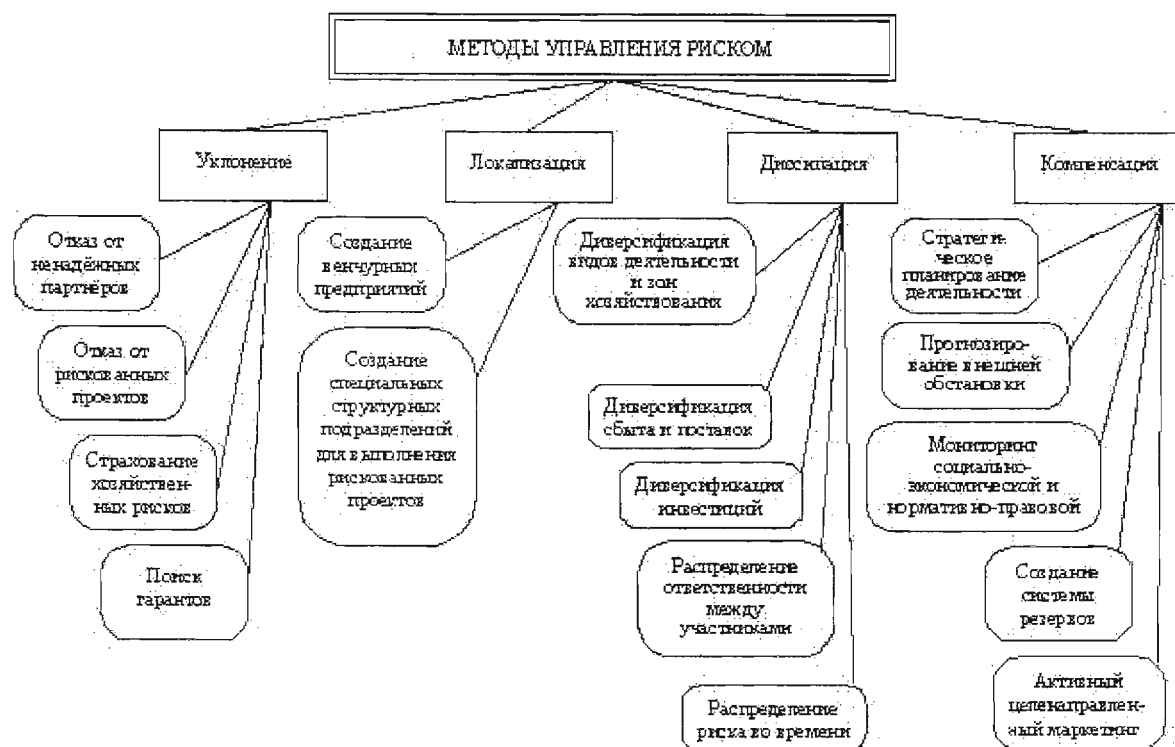 МЕТОДЫ УПРАВЛЕНИЯ РИСКОМ
Уклонение
Локализация
Диссипация
Компенсация
Отказ от
ненадёжных
партнёров
Отказ от
рискованных
проектов
Страхование
хозяйствен-
ных рисков
Поиск
гарантов
Создание
венчурных
предприятий
Создание
специальных
структурных
подразделений
для выполнения
рискованных
проектов
Диверсификация
видов деятельности
и зон
хозяйствования
Диверсификация
сбыта и поставок
Диверсификация
инвестиций
Распределение
ответственности
между
участниками
Распределение
риска во времени
Стратеги-
ческое
планирование
деятельности
Прогнозиро-
вание внешней
обстановки
Мониторинг
социально-
экономической и
нормативно-правовой
Создание
системы
резервов
Активный
целенаправлен-
ный маркетинг